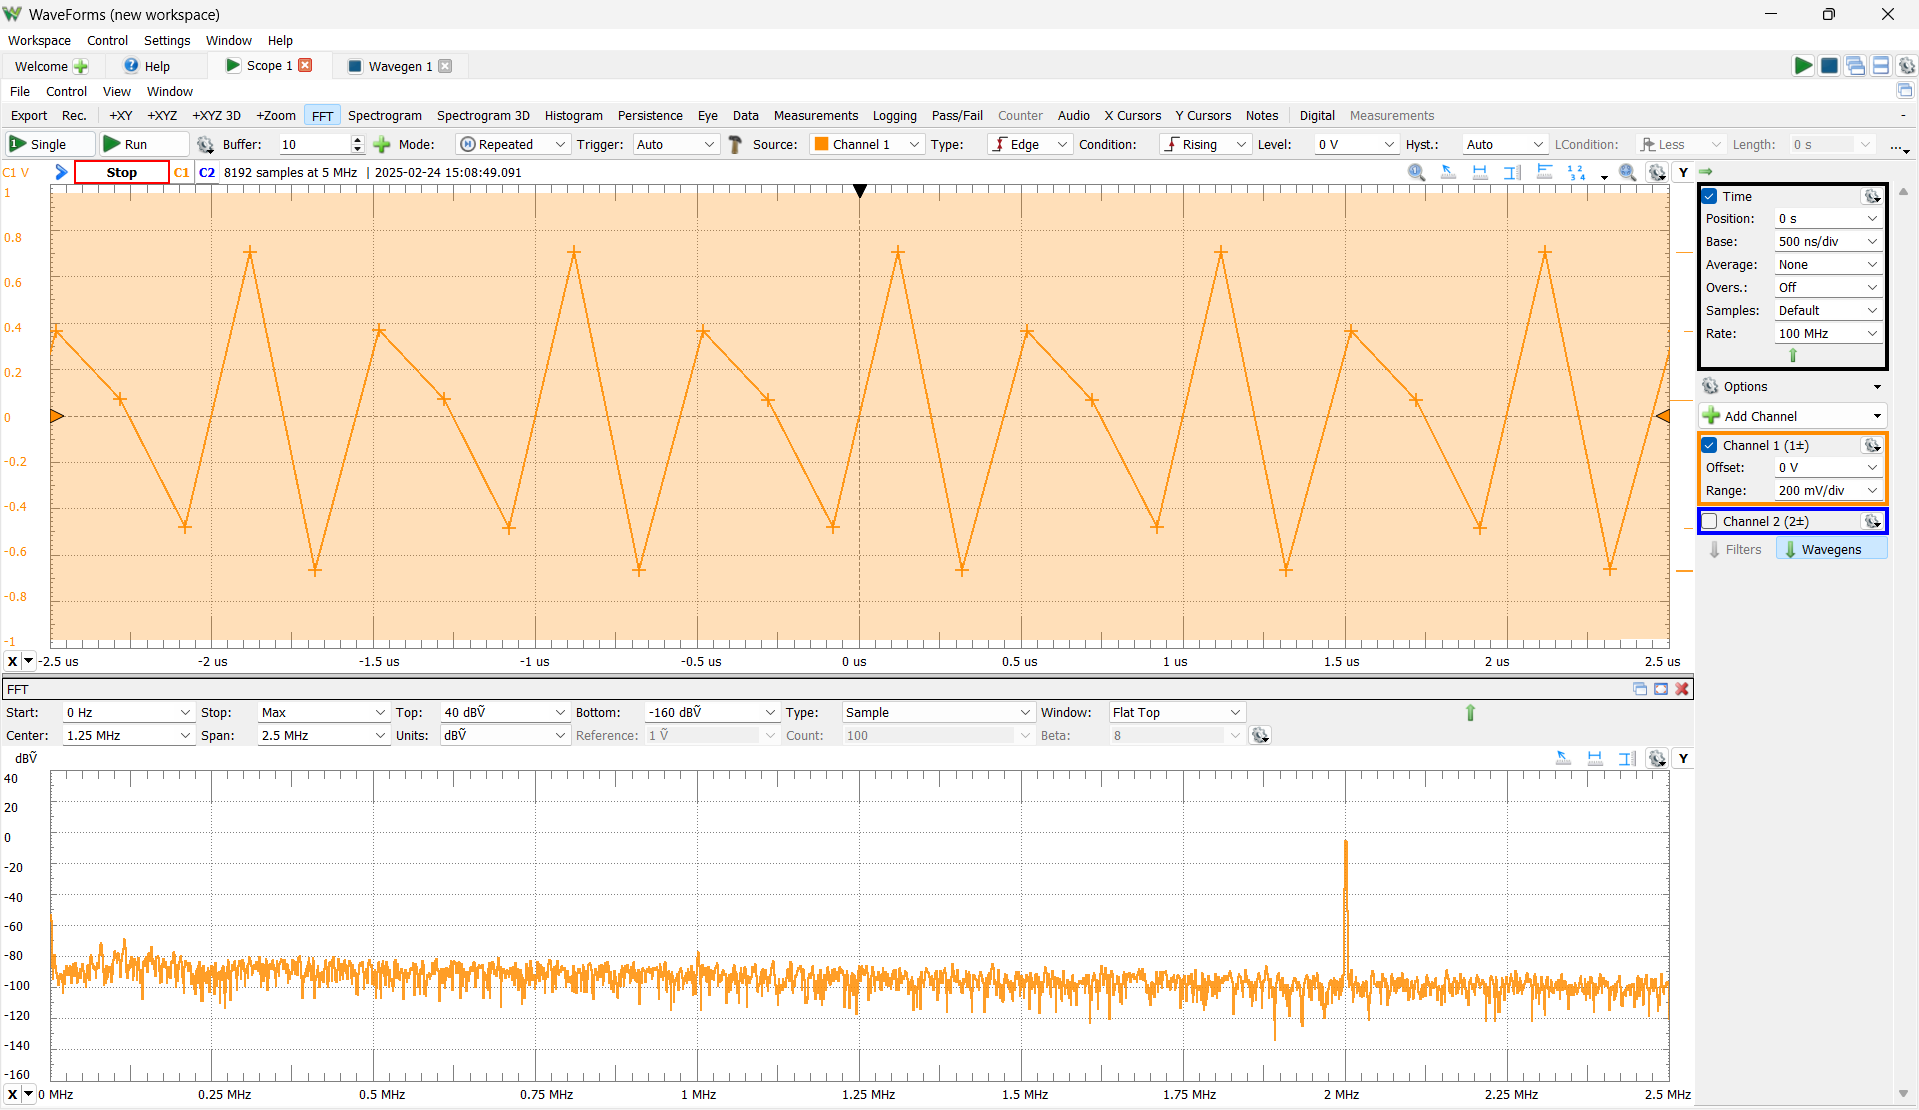 WaveForms (new workspace)
Workspace Control Settings Window Help
Welcome Help Scope 1 Wavegen 1
File Control View Window
Export Rec. +XY +XYZ +XYZ 3D +Zoom FFT Spectrogram Spectrogram 3D Histogram Persistence Eye Data Measurements Logging Pass/Fail Counter Audio X Cursors Y Cursors Notes Digital Measurements
Single Run Buffer: 10 Mode: Repeated Trigger: Auto Source: Channel 1 Type: Edge Condition: Rising Level: 0 V Hyst.: Auto LCondition: Less Length: 0 s ...
C1 V Stop C1 C2 8192 samples at 5 MHz | 2025-02-24 15:08:49.091 1 2 3 4 Y
1
0.8
0.6
0.4
0.2
0
-0.2
-0.4
-0.6
-0.8
-1
X -2.5 us -2 us -1.5 us -1 us -0.5 us 0 us 0.5 us 1 us 1.5 us 2 us 2.5 us
Time
Position: 0 s
Base: 500 ns/div
Average: None
Overs.: Off
Samples: Default
Rate: 100 MHz
Options
Add Channel
Channel 1 (1±)
Offset: 0 V
Range: 200 mV/div
Channel 2 (2±)
Filters Wavegens
FFT
Start: 0 Hz Stop: Max Top: 40 dBṼ Bottom: -160 dBṼ Type: Sample Window: Flat Top
Center: 1.25 MHz Span: 2.5 MHz Units: dBṼ Reference: 1 Ṽ Count: 100 Beta: 8
dBṼ Y
40
20
0
-20
-40
-60
-80
-100
-120
-140
-160
X 0 MHz 0.25 MHz 0.5 MHz 0.75 MHz 1 MHz 1.25 MHz 1.5 MHz 1.75 MHz 2 MHz 2.25 MHz 2.5 MHz